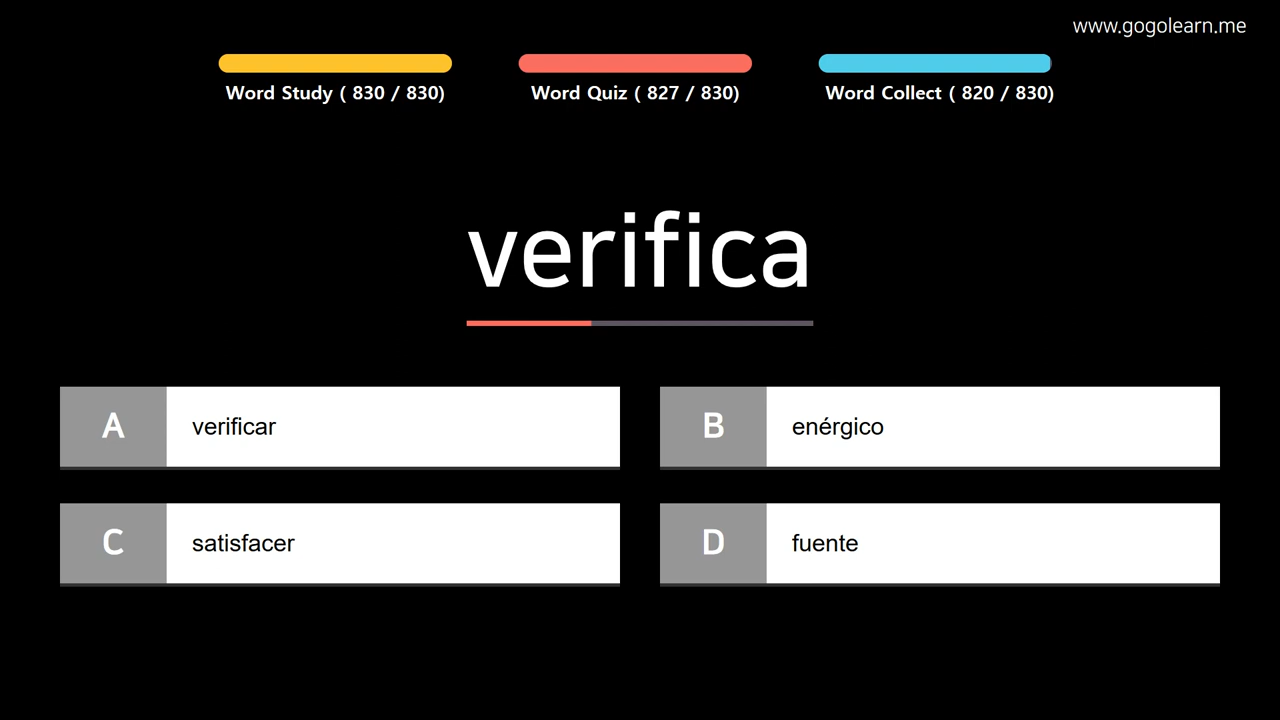 www.gogolearn.me
Word Study ( 830 / 830)
Word Quiz ( 827 / 830)
Word Collect ( 820 / 830)
verifica
A verificar
B enérgico
C satisfacer
D fuente